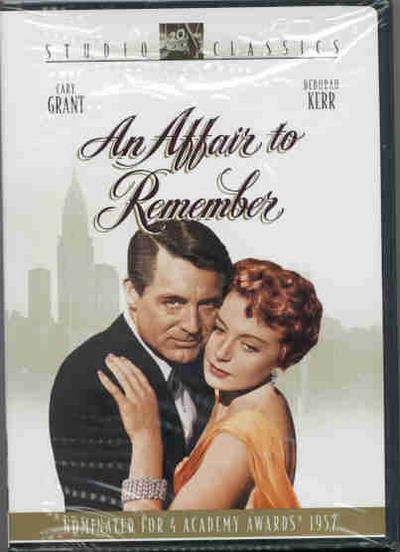 STUDIO CLASSICS
CARY
GRANT
DEBORAH
KERR
An Affair to
Remember
NOMINATED FOR 4 ACADEMY AWARDS® 1957